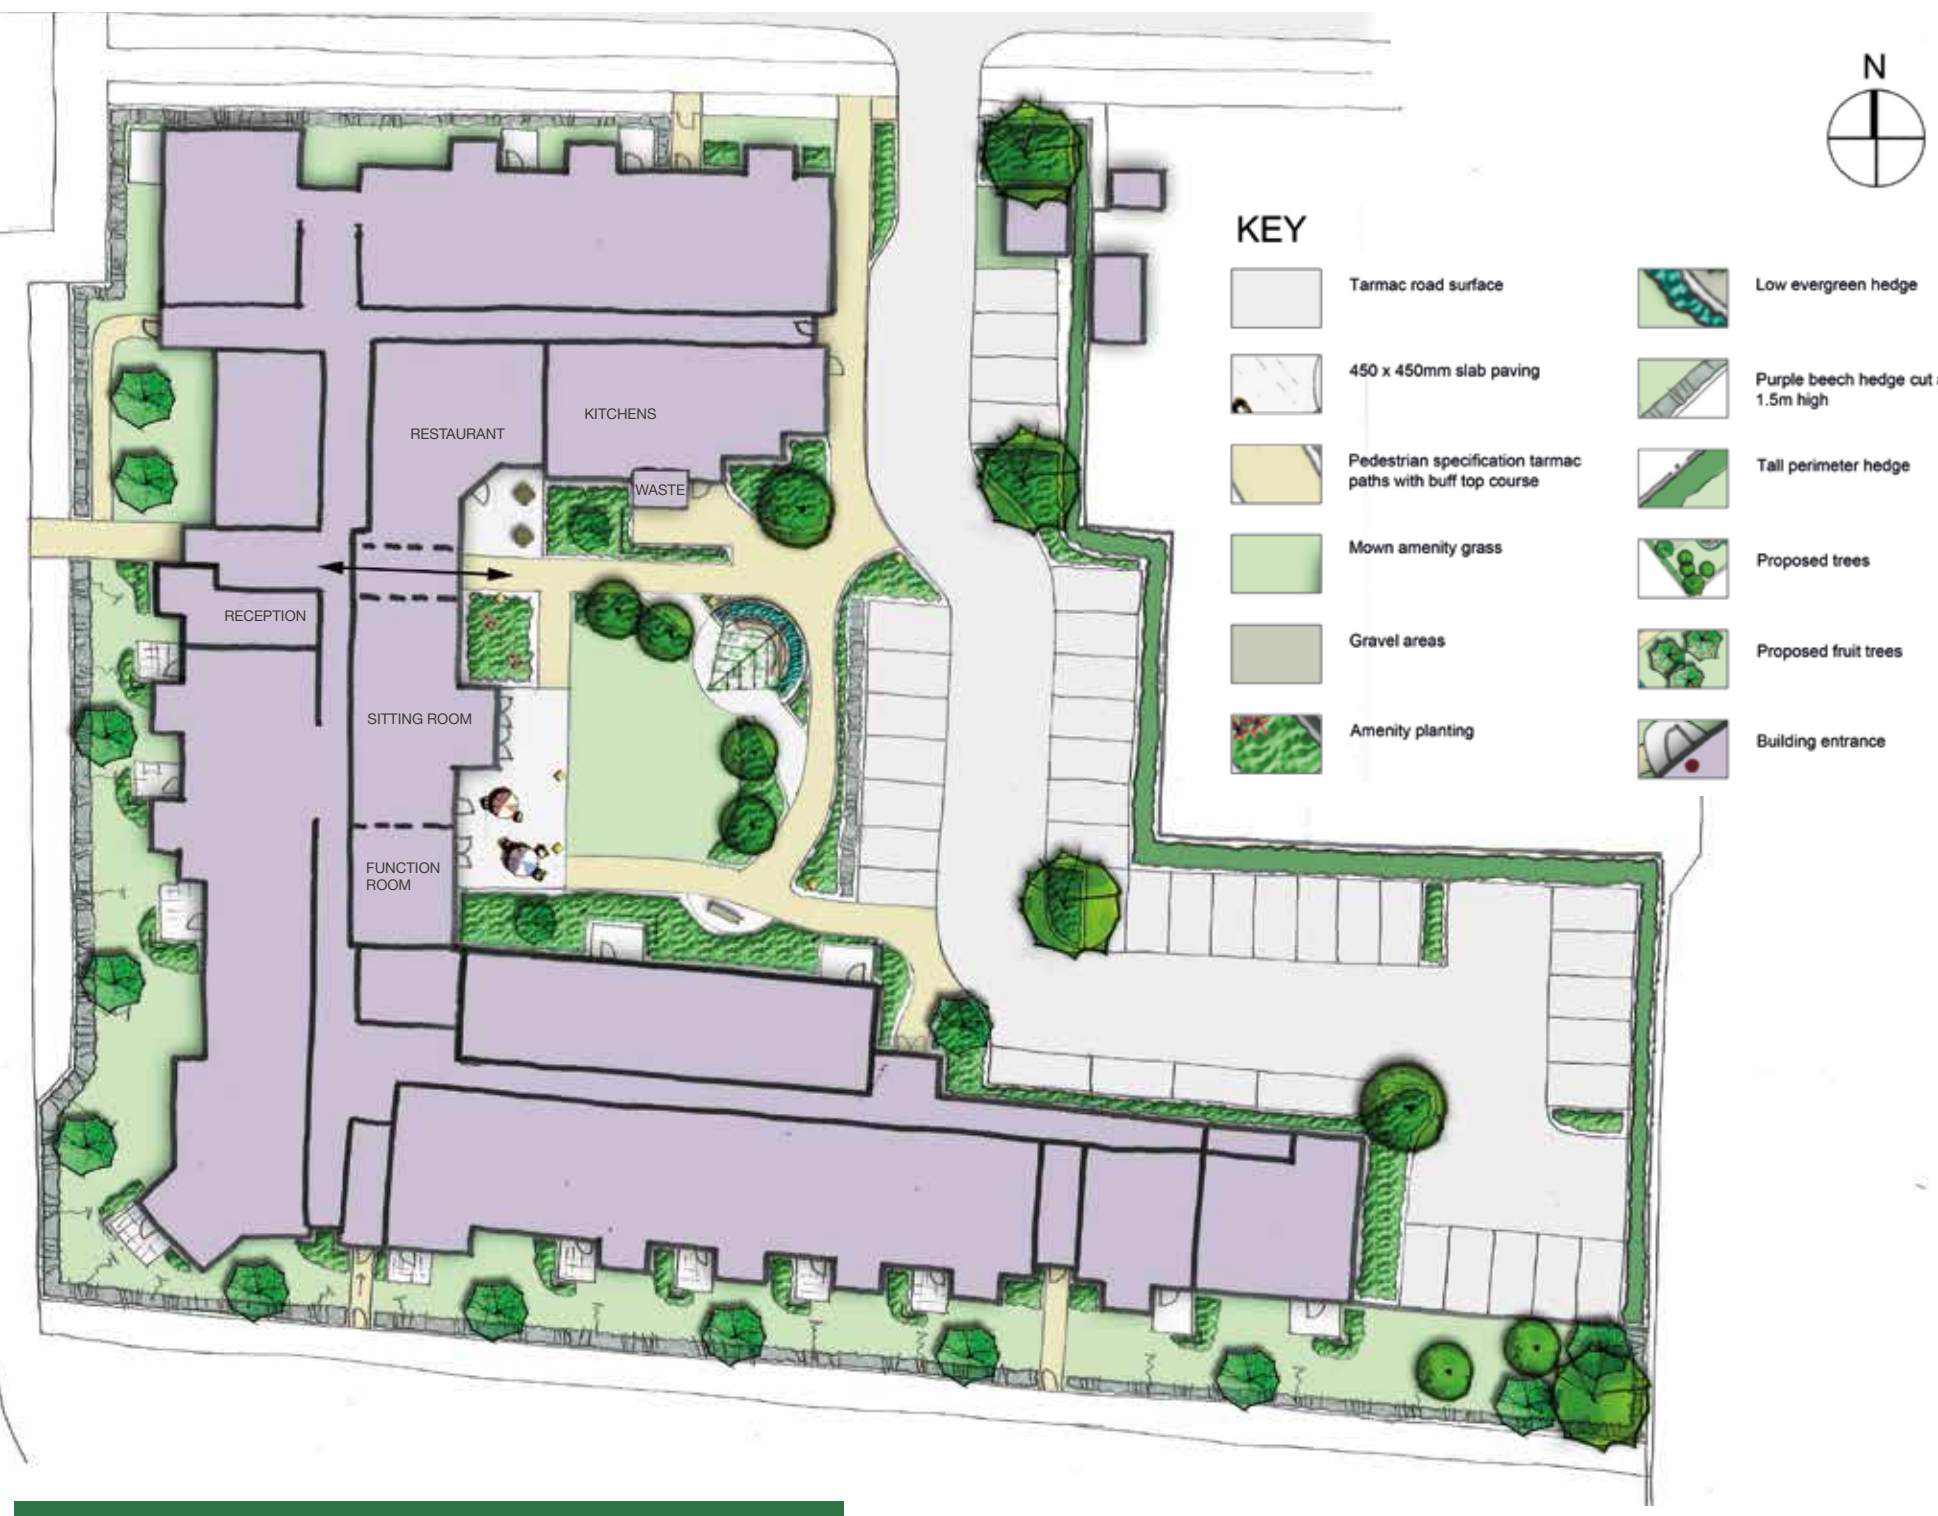 N
KEY
Tarmac road surface
450 x 450mm slab paving
Pedestrian specification tarmac
paths with buff top course
Mown amenity grass
Gravel areas
Amenity planting
Low evergreen hedge
Purple beech hedge cut
1.5m high
Tall perimeter hedge
Proposed trees
Proposed fruit trees
Building entrance
KITCHENS
RESTAURANT
WASTE
RECEPTION
SITTING ROOM
FUNCTION
ROOM